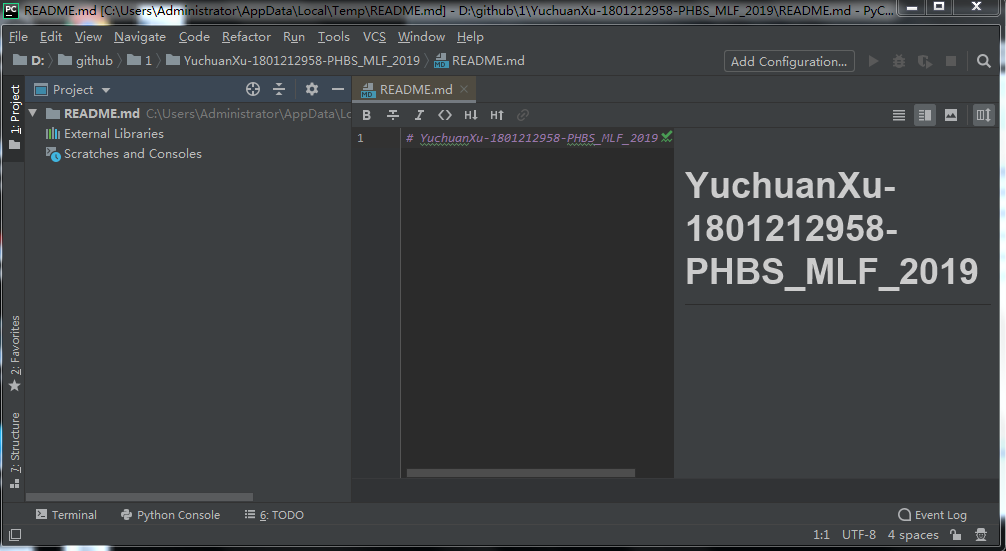 PC README.md [C:\Users\Administrator\AppData\Local\Temp\README.md] - D:\github\1\YuchuanXu-1801212958-PHBS_MLF_2019\README.md - PyC...
File Edit View Navigate Code Refactor Run Tools VCS Window Help
D: github 1 YuchuanXu-1801212958-PHBS_MLF_2019 README.md Add Configuration...
1: Project
Project
README.md
README.md C:\Users\Administrator\AppData\Lo
External Libraries
Scratches and Consoles
B I <> H↓ H↑
1 # YuchuanXu-1801212958-PHBS_MLF_2019
YuchuanXu-
1801212958-
PHBS_MLF_2019
2: Favorites
7: Structure
Terminal Python Console 6: TODO Event Log
1:1 UTF-8 4 spaces